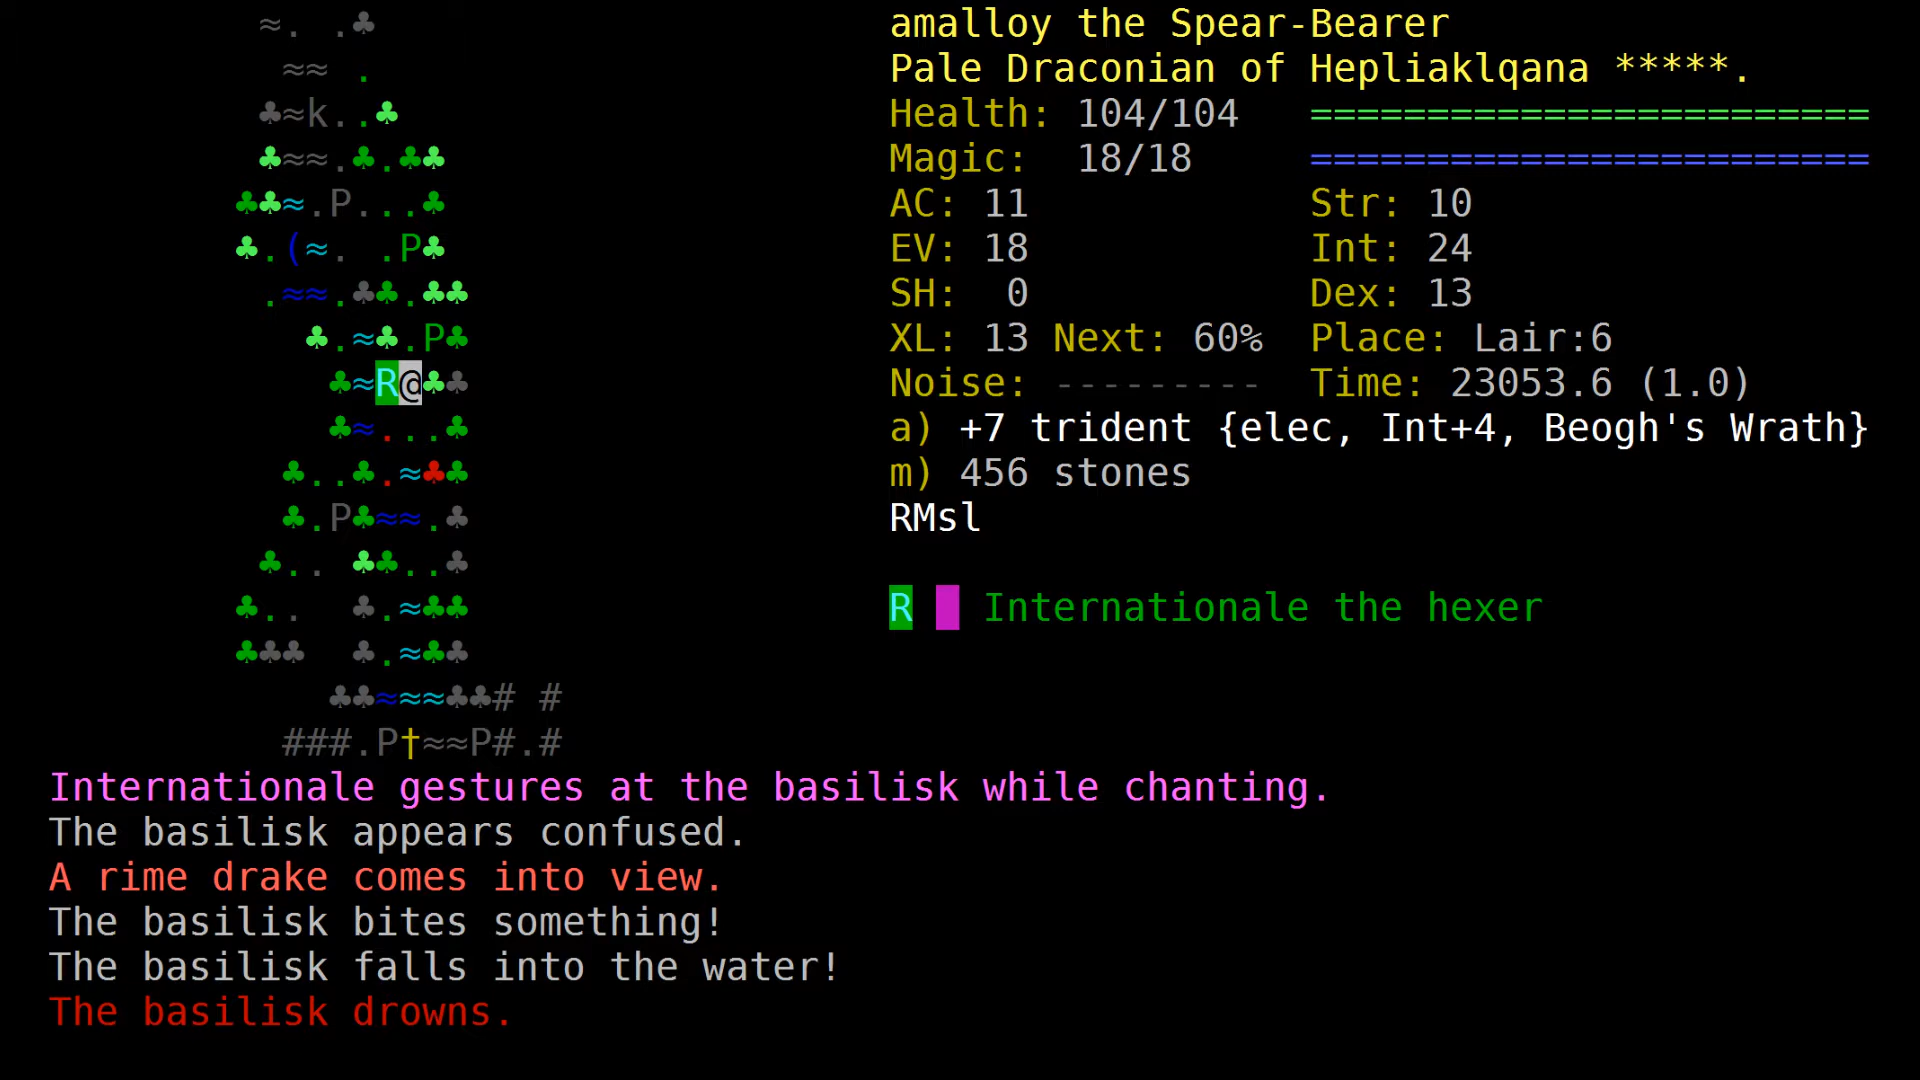 ≈. .♣
≈≈ .
♣≈k..♣
♣≈≈.♣.♣♣
♣♣≈.P...♣
♣.(≈. .P♣
.≈≈.♣♣.♣♣
♣.≈♣.P♣
♣≈R@♣♣
♣≈...♣
♣..♣.≈♣♣
♣.P♣≈≈.♣
♣.. ♣♣..♣
♣.. ♣.≈♣♣
♣♣♣ ♣.≈♣♣
♣♣≈≈≈♣♣# #
###.P†≈≈P#.#
amalloy the Spear-Bearer
Pale Draconian of Hepliaklqana *****.
Health: 104/104 ========================
Magic: 18/18 ========================
AC: 11 Str: 10
EV: 18 Int: 24
SH: 0 Dex: 13
XL: 13 Next: 60% Place: Lair:6
Noise: --------- Time: 23053.6 (1.0)
a) +7 trident {elec, Int+4, Beogh's Wrath}
m) 456 stones
RMsl
R Internationale the hexer
Internationale gestures at the basilisk while chanting.
The basilisk appears confused.
A rime drake comes into view.
The basilisk bites something!
The basilisk falls into the water!
The basilisk drowns.